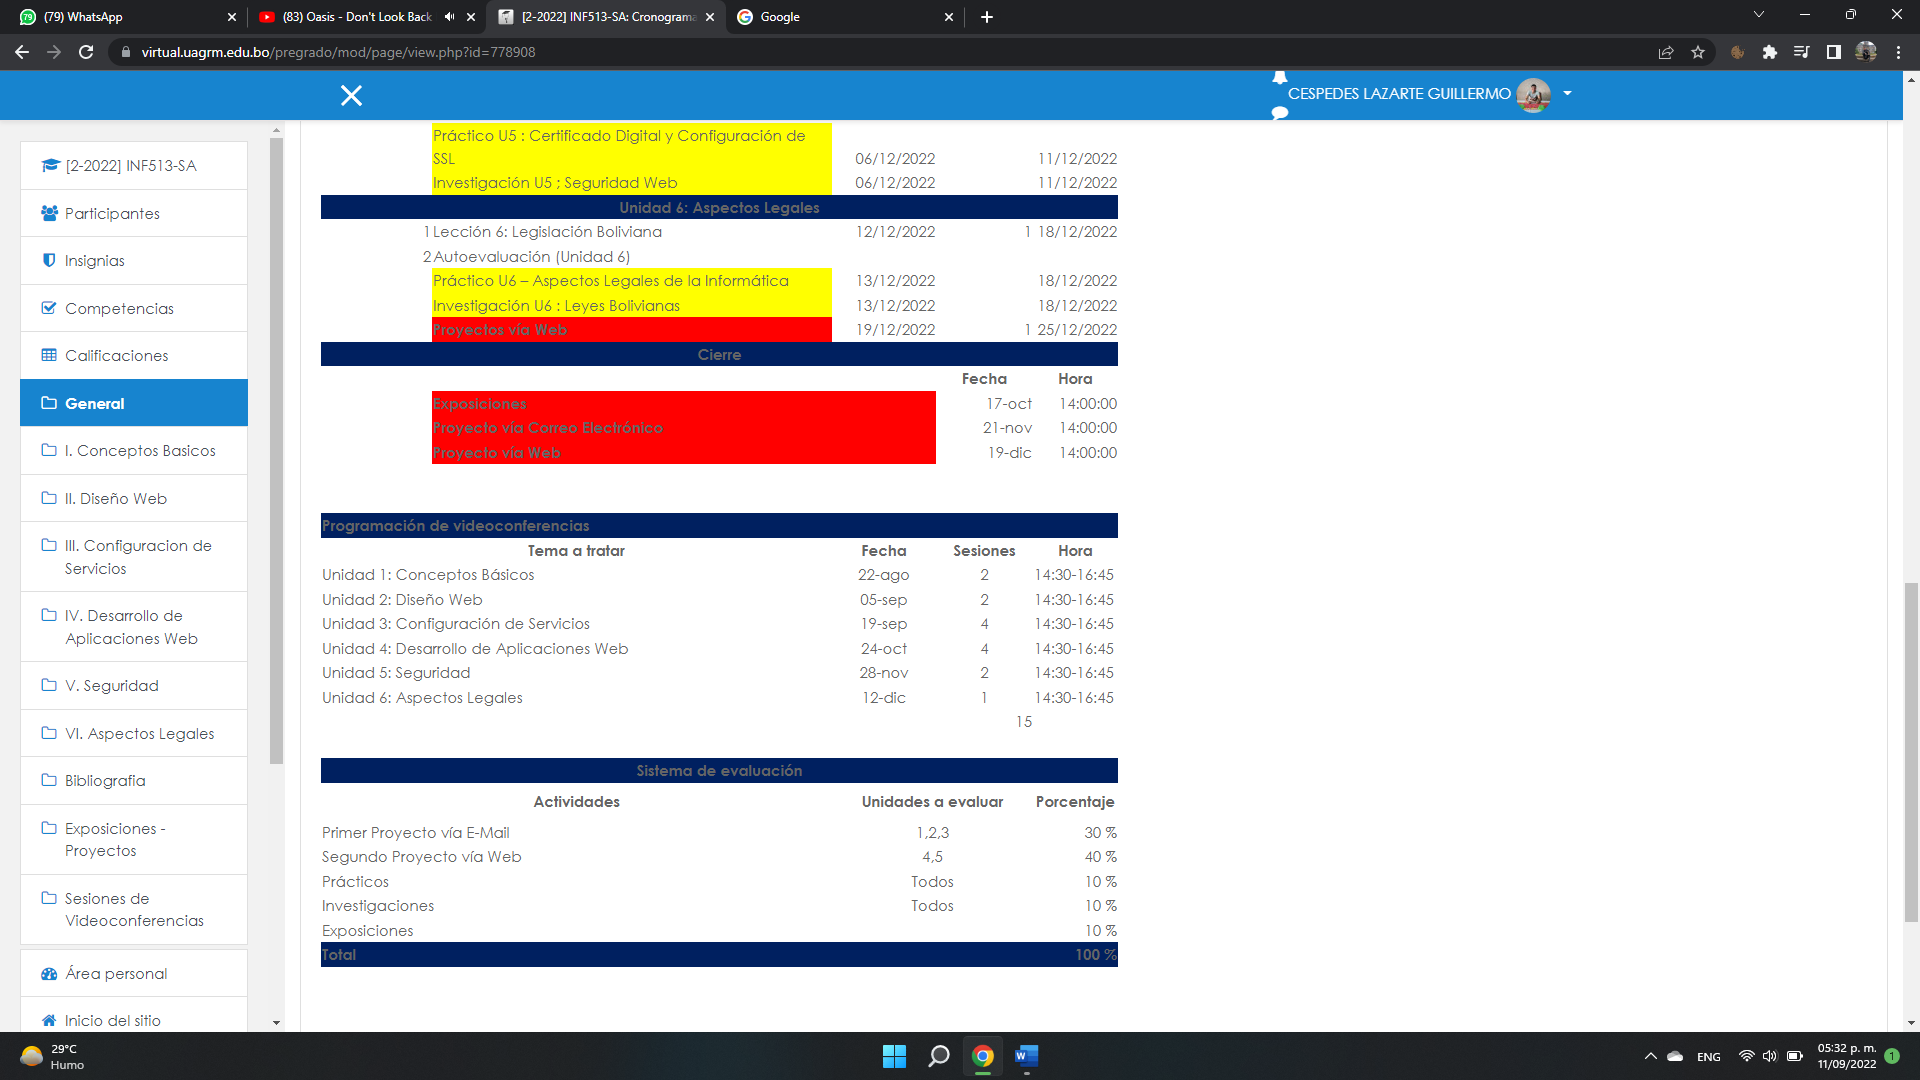 (79) WhatsApp
(83) Oasis - Don't Look Back
[2-2022] INF513-SA: Cronograma
Google
virtual.uagrm.edu.bo/pregrado/mod/page/view.php?id=778908
CESPEDES LAZARTE GUILLERMO
[2-2022] INF513-SA
Participantes
Insignias
Competencias
Calificaciones
General
I. Conceptos Basicos
II. Diseño Web
III. Configuracion de
Servicios
IV. Desarrollo de
Aplicaciones Web
V. Seguridad
VI. Aspectos Legales
Bibliografia
Exposiciones -
Proyectos
Sesiones de
Videoconferencias
Área personal
Inicio del sitio
Práctico U5 : Certificado Digital y Configuración de
SSL 06/12/2022 11/12/2022
Investigación U5 ; Seguridad Web 06/12/2022 11/12/2022
Unidad 6: Aspectos Legales
1 Lección 6: Legislación Boliviana 12/12/2022 1 18/12/2022
2 Autoevaluación (Unidad 6)
Práctico U6 – Aspectos Legales de la Informática 13/12/2022 18/12/2022
Investigación U6 : Leyes Bolivianas 13/12/2022 18/12/2022
Proyectos vía Web 19/12/2022 1 25/12/2022
Cierre
Fecha Hora
Exposiciones 17-oct 14:00:00
Proyecto vía Correo Electrónico 21-nov 14:00:00
Proyecto vía Web 19-dic 14:00:00
Programación de videoconferencias
Tema a tratar Fecha Sesiones Hora
Unidad 1: Conceptos Básicos 22-ago 2 14:30-16:45
Unidad 2: Diseño Web 05-sep 2 14:30-16:45
Unidad 3: Configuración de Servicios 19-sep 4 14:30-16:45
Unidad 4: Desarrollo de Aplicaciones Web 24-oct 4 14:30-16:45
Unidad 5: Seguridad 28-nov 2 14:30-16:45
Unidad 6: Aspectos Legales 12-dic 1 14:30-16:45
15
Sistema de evaluación
Actividades Unidades a evaluar Porcentaje
Primer Proyecto vía E-Mail 1,2,3 30 %
Segundo Proyecto vía Web 4,5 40 %
Prácticos Todos 10 %
Investigaciones Todos 10 %
Exposiciones 10 %
Total 100 %
29°C
Humo
ENG
05:32 p. m.
11/09/2022
1